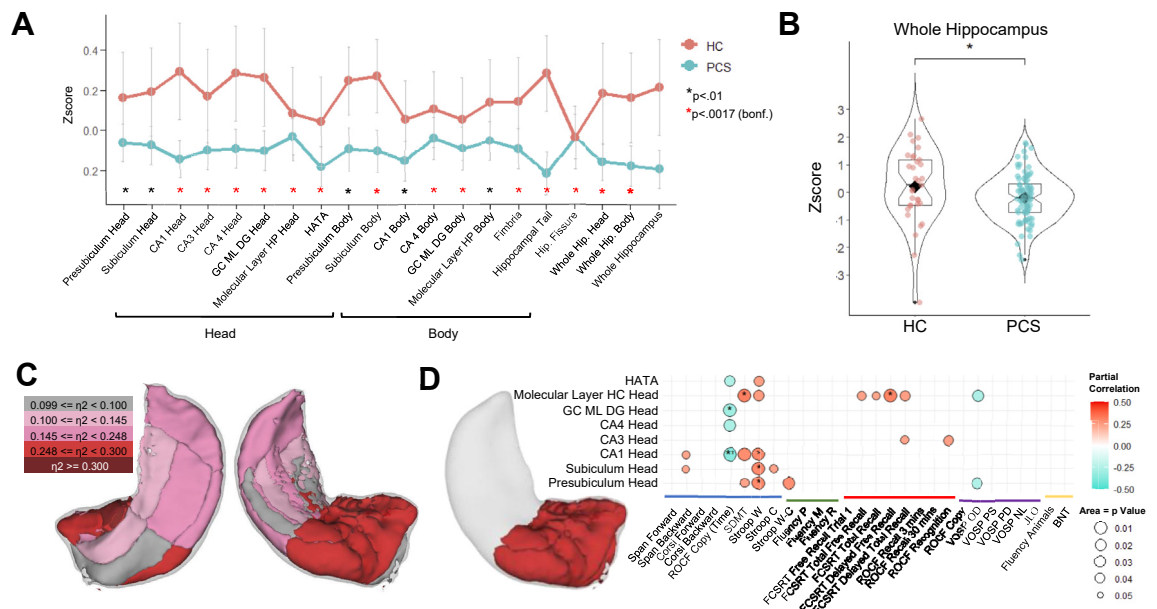 A
Zscore
0.4
0.2
0.0
0.2
HC
PCS
*p<.01
*p<.0017 (bonf.)
* * * * * * * * * * * * * * * * * *
Presubiculum Head
Subiculum Head
CA1 Head
CA3 Head
CA 4 Head
GC ML DG Head
Molecular Layer HP Head
HATA
Presubiculum Body
Subiculum Body
CA1 Body
CA 4 Body
GC ML DG Body
Molecular Layer HP Body
Fimbria
Hippocampal Tail
Hip. Fissure
Whole Hip. Head
Whole Hip. Body
Whole Hippocampus
Head
Body
B
Whole Hippocampus
*
Zscore
3
2
1
0
-1
-2
-3
HC
PCS
C
0.099 <= η2 < 0.100
0.100 <= η2 < 0.145
0.145 <= η2 < 0.248
0.248 <= η2 < 0.300
η2 >= 0.300
D
HATA
Molecular Layer HC Head
GC ML DG Head
CA4 Head
CA3 Head
CA1 Head
Subiculum Head
Presubiculum Head
Span Forward
Span Backward
Corsi Forward
Corsi Backward
ROCF Copy (Time)
SDMT
Stroop W
Stroop C
Stroop W-C
Fluency P
Fluency M
Fluency R
FCSRT Free Recall Trial 1
FCSRT Total Free Recall
FCSRT Total Recall
FCSRT Delayed Free Recall
FCSRT Delayed Total Recall
ROCF Recall 3 mins
ROCF Recall 30 mins
ROCF Recognition
ROCF Copy
VOSP OD
VOSP PS
VOSP PD
VOSP NL
JLO
Fluency Animals
BNT
Partial
Correlation
0.50
0.25
0.00
-0.25
-0.50
Area = p Value
0.01
0.02
0.03
0.04
0.05